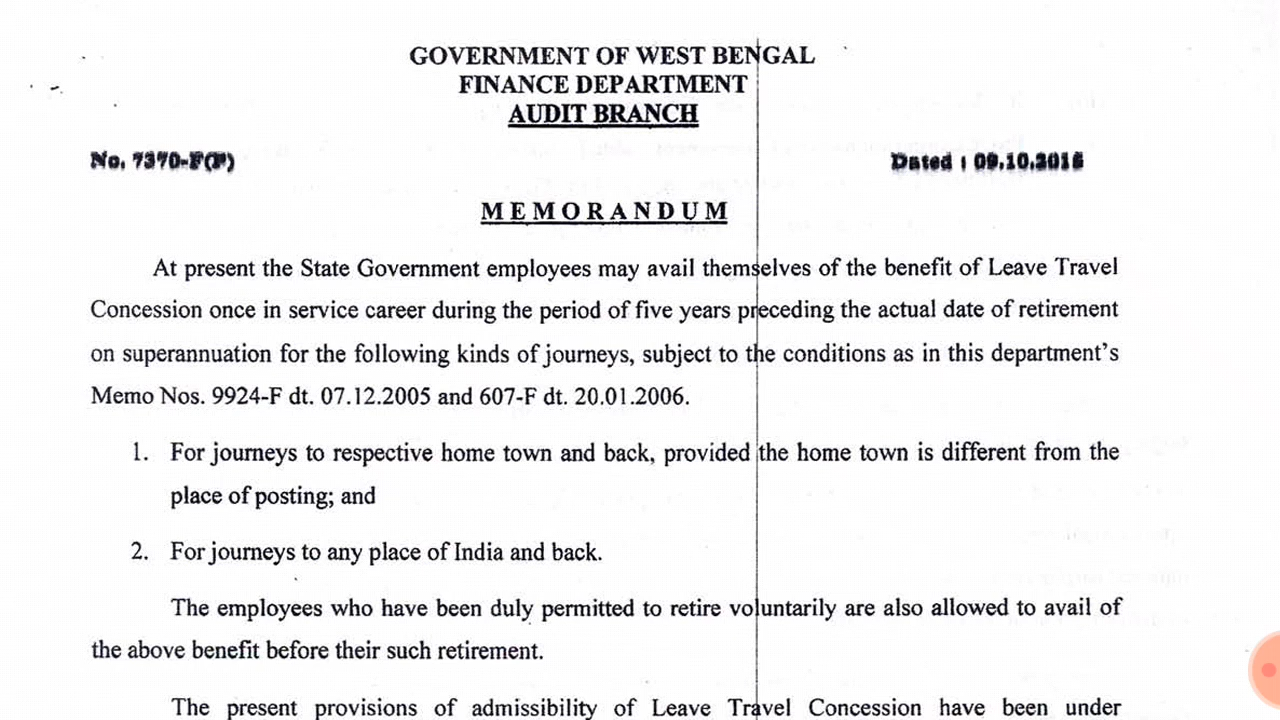 GOVERNMENT OF WEST BENGAL
FINANCE DEPARTMENT
AUDIT BRANCH
No. 7370-F(P) Dated : 09.10.2015
MEMORANDUM
At present the State Government employees may avail themselves of the benefit of Leave Travel
Concession once in service career during the period of five years preceding the actual date of retirement
on superannuation for the following kinds of journeys, subject to the conditions as in this department's
Memo Nos. 9924-F dt. 07.12.2005 and 607-F dt. 20.01.2006.
1. For journeys to respective home town and back, provided the home town is different from the
place of posting; and
2. For journeys to any place of India and back.
The employees who have been duly permitted to retire voluntarily are also allowed to avail of
the above benefit before their such retirement.
The present provisions of admissibility of Leave Travel Concession have been under